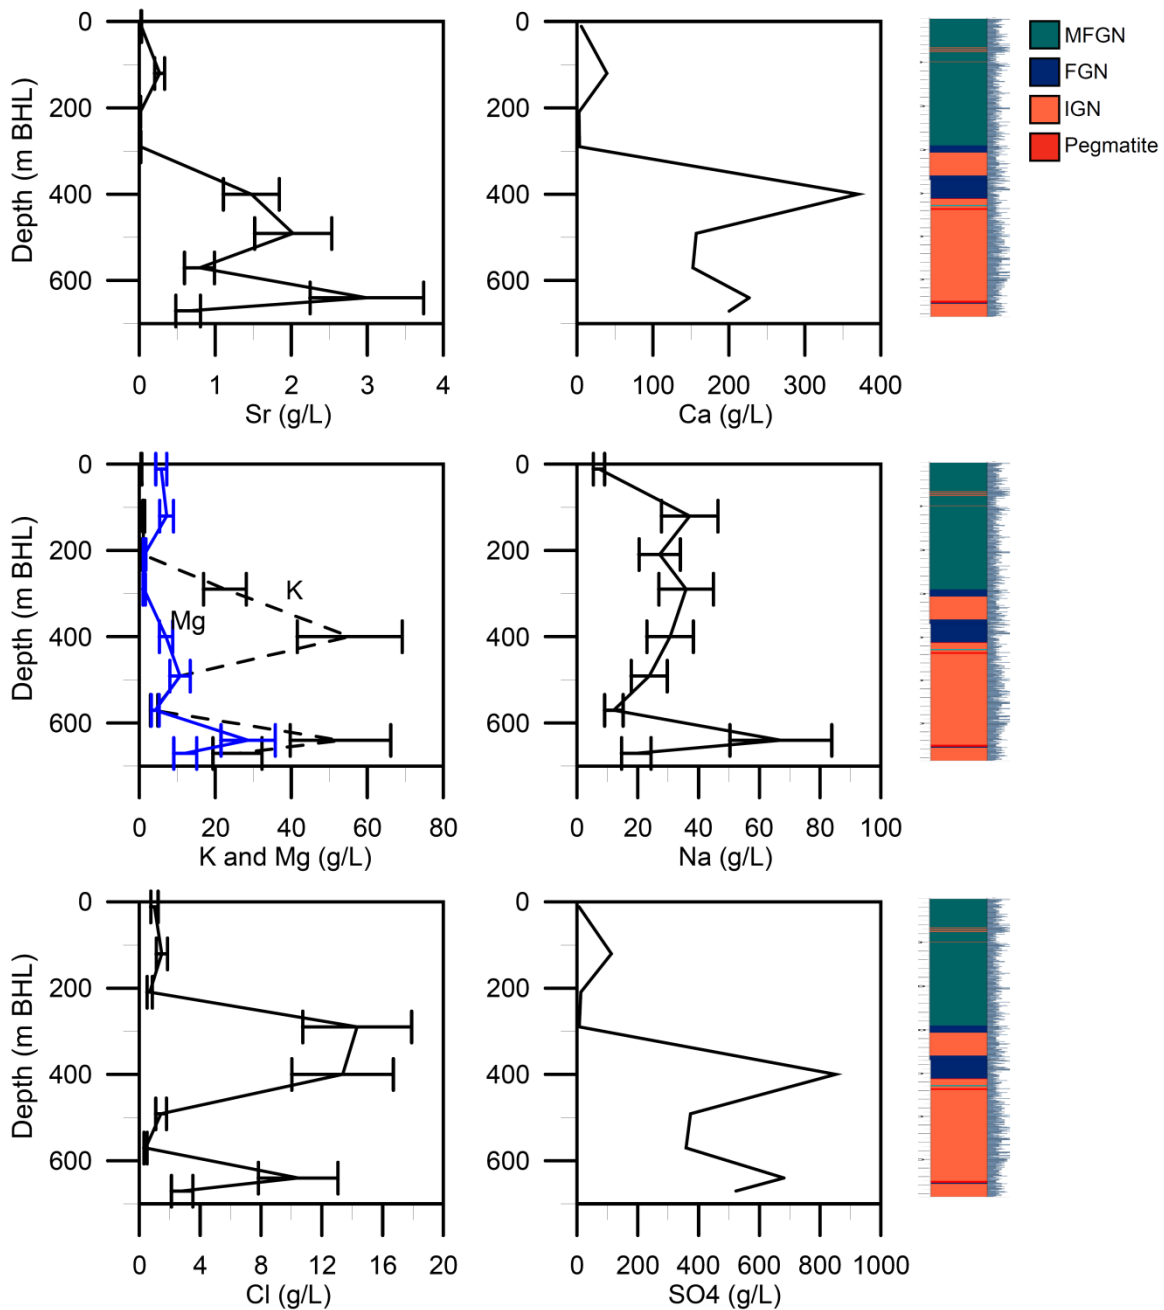 0
200
400
600
Depth (m BHL)
0 1 2 3 4
Sr (g/L)
0
200
400
600
0 100 200 300 400
Ca (g/L)
MFGN
FGN
IGN
Pegmatite
0
200
400
600
Depth (m BHL)
K
Mg
0 20 40 60 80
K and Mg (g/L)
0
200
400
600
0 20 40 60 80 100
Na (g/L)
0
200
400
600
Depth (m BHL)
0 4 8 12 16 20
Cl (g/L)
0
200
400
600
0 200 400 600 800 1000
SO4 (g/L)